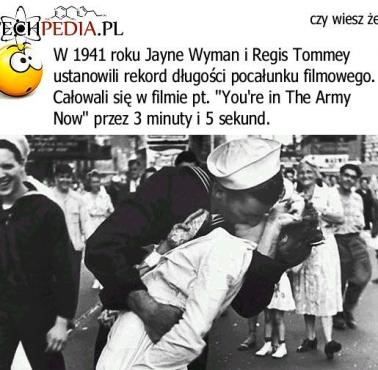 TECHPEDIA.PL
czy wiesz że
W 1941 roku Jayne Wyman i Regis Tommey
ustanowili rekord długości pocałunku filmowego.
Całowali się w filmie pt. "You're in The Army
Now" przez 3 minuty i 5 sekund.